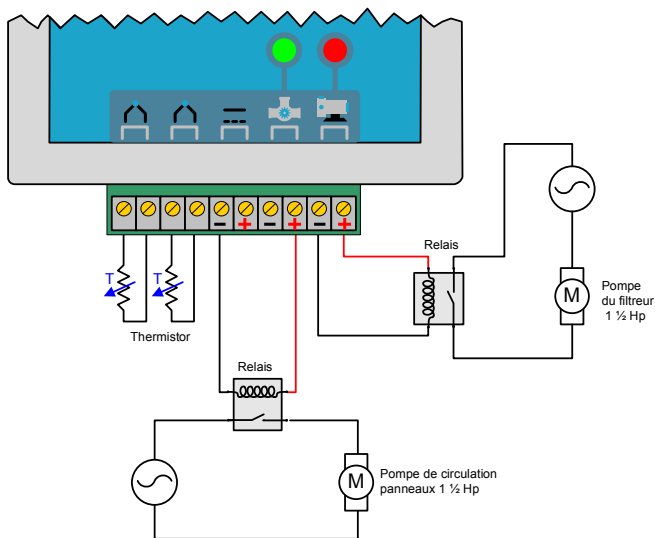 − + − + − +
T
T
Thermistor
Relais
M
Pompe
du filtreur
1 ½ Hp
Relais
M
Pompe de circulation
panneaux 1 ½ Hp